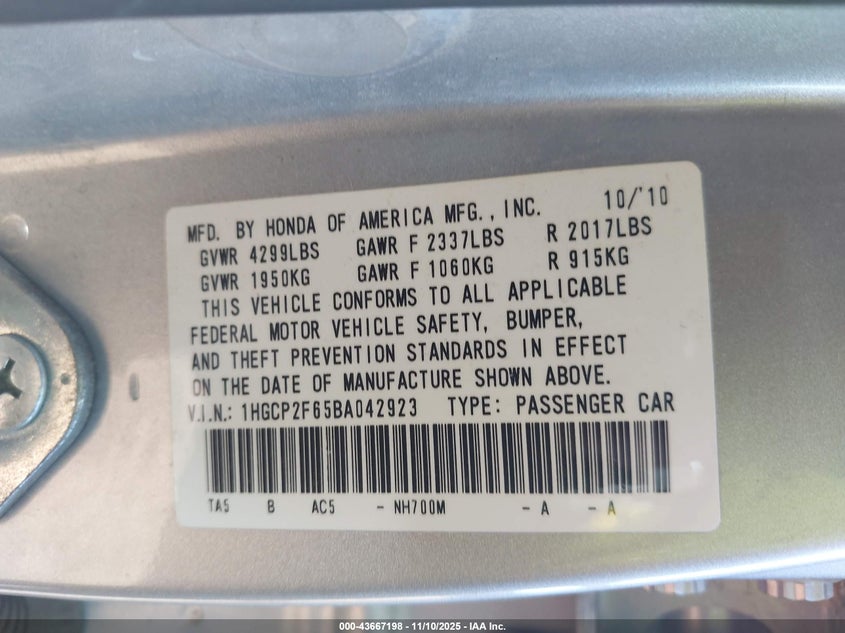 MFD. BY HONDA OF AMERICA MFG., INC. 10/'10
GVWR 4299LBS GAWR F 2337LBS R 2017LBS
GVWR 1950KG GAWR F 1060KG R 915KG
THIS VEHICLE CONFORMS TO ALL APPLICABLE
FEDERAL MOTOR VEHICLE SAFETY, BUMPER,
AND THEFT PREVENTION STANDARDS IN EFFECT
ON THE DATE OF MANUFACTURE SHOWN ABOVE.
V.I.N.: 1HGCP2F65BA042923 TYPE: PASSENGER CAR
TA5 B AC5 - NH700M - A - A
000-43667198 - 11/10/2025 - IAA Inc.